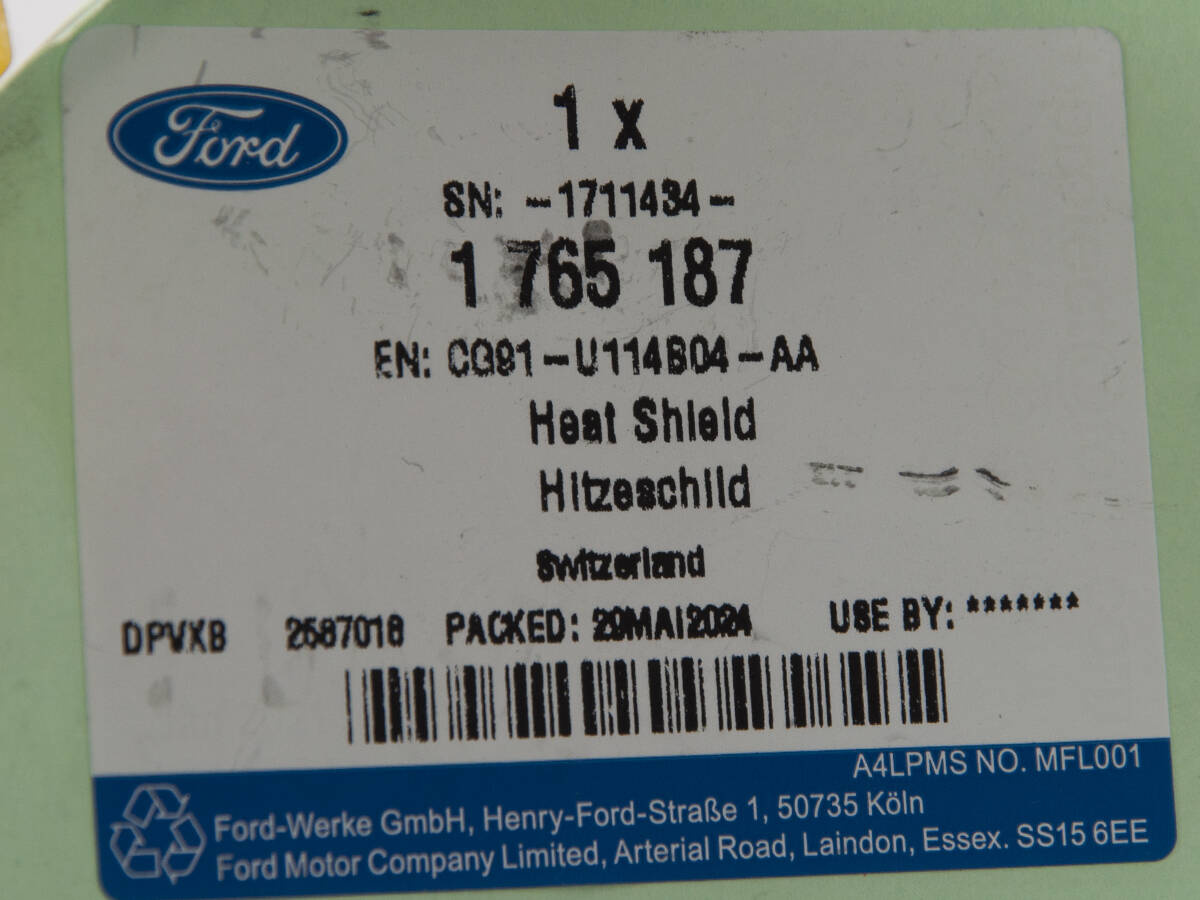 Ford
1 x
SN: -1711434-
1 765 187
EN: CG91-U114B04-AA
Heat Shield
Hitzeschild
Switzerland
DPVXB 2587018 PACKED: 29MAI2024 USE BY: *******
A4LPMS NO. MFL001
Ford-Werke GmbH, Henry-Ford-Straße 1, 50735 Köln
Ford Motor Company Limited, Arterial Road, Laindon, Essex. SS15 6EE